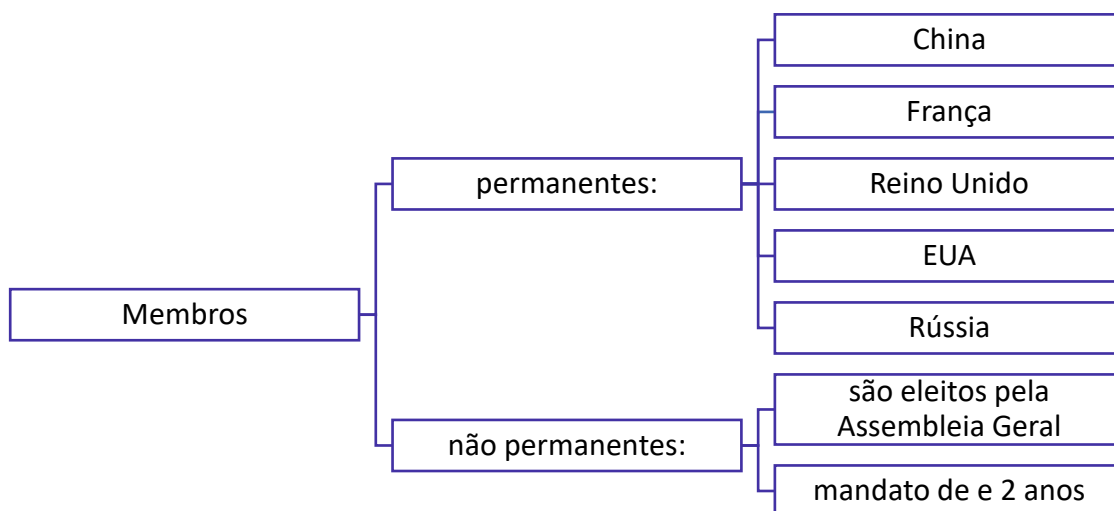 Membros
permanentes:
China
França
Reino Unido
EUA
Rússia
não permanentes:
são eleitos pela
Assembleia Geral
mandato de e 2 anos